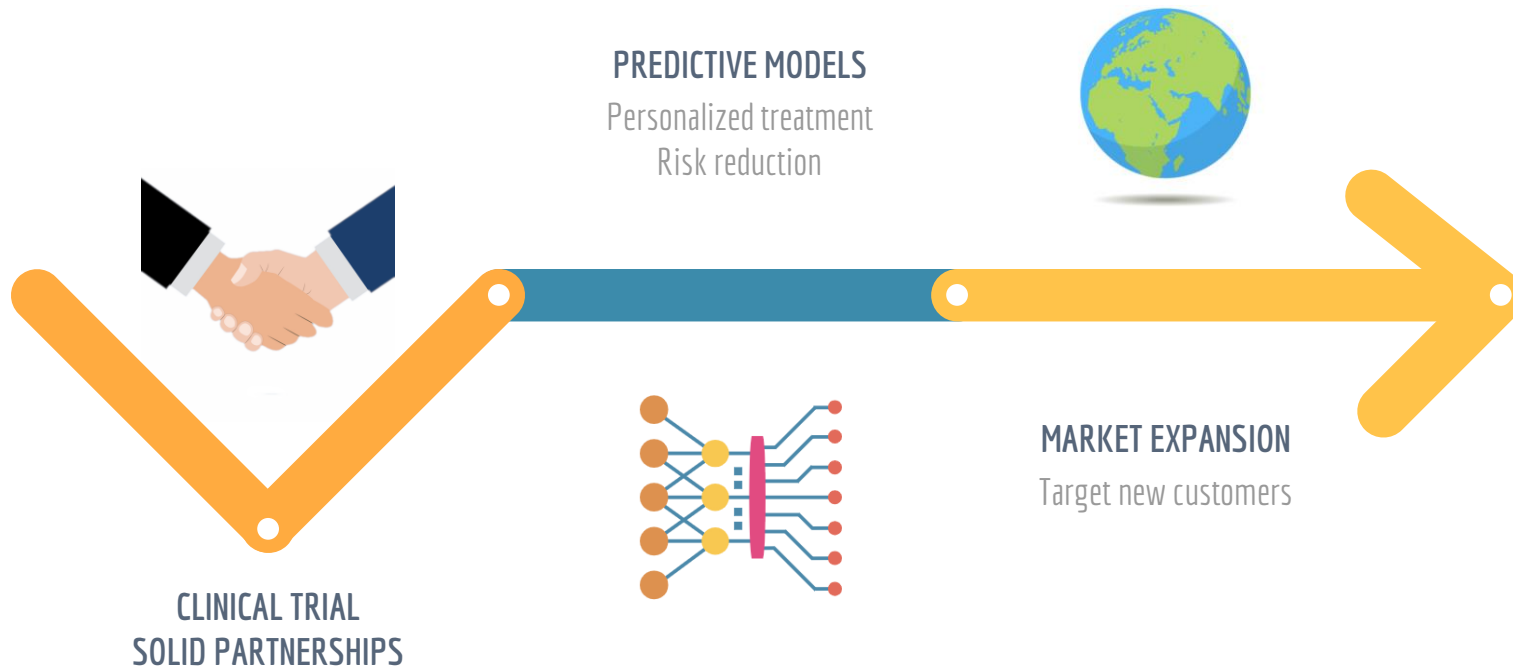 PREDICTIVE MODELS
Personalized treatment
Risk reduction
MARKET EXPANSION
Target new customers
CLINICAL TRIAL
SOLID PARTNERSHIPS